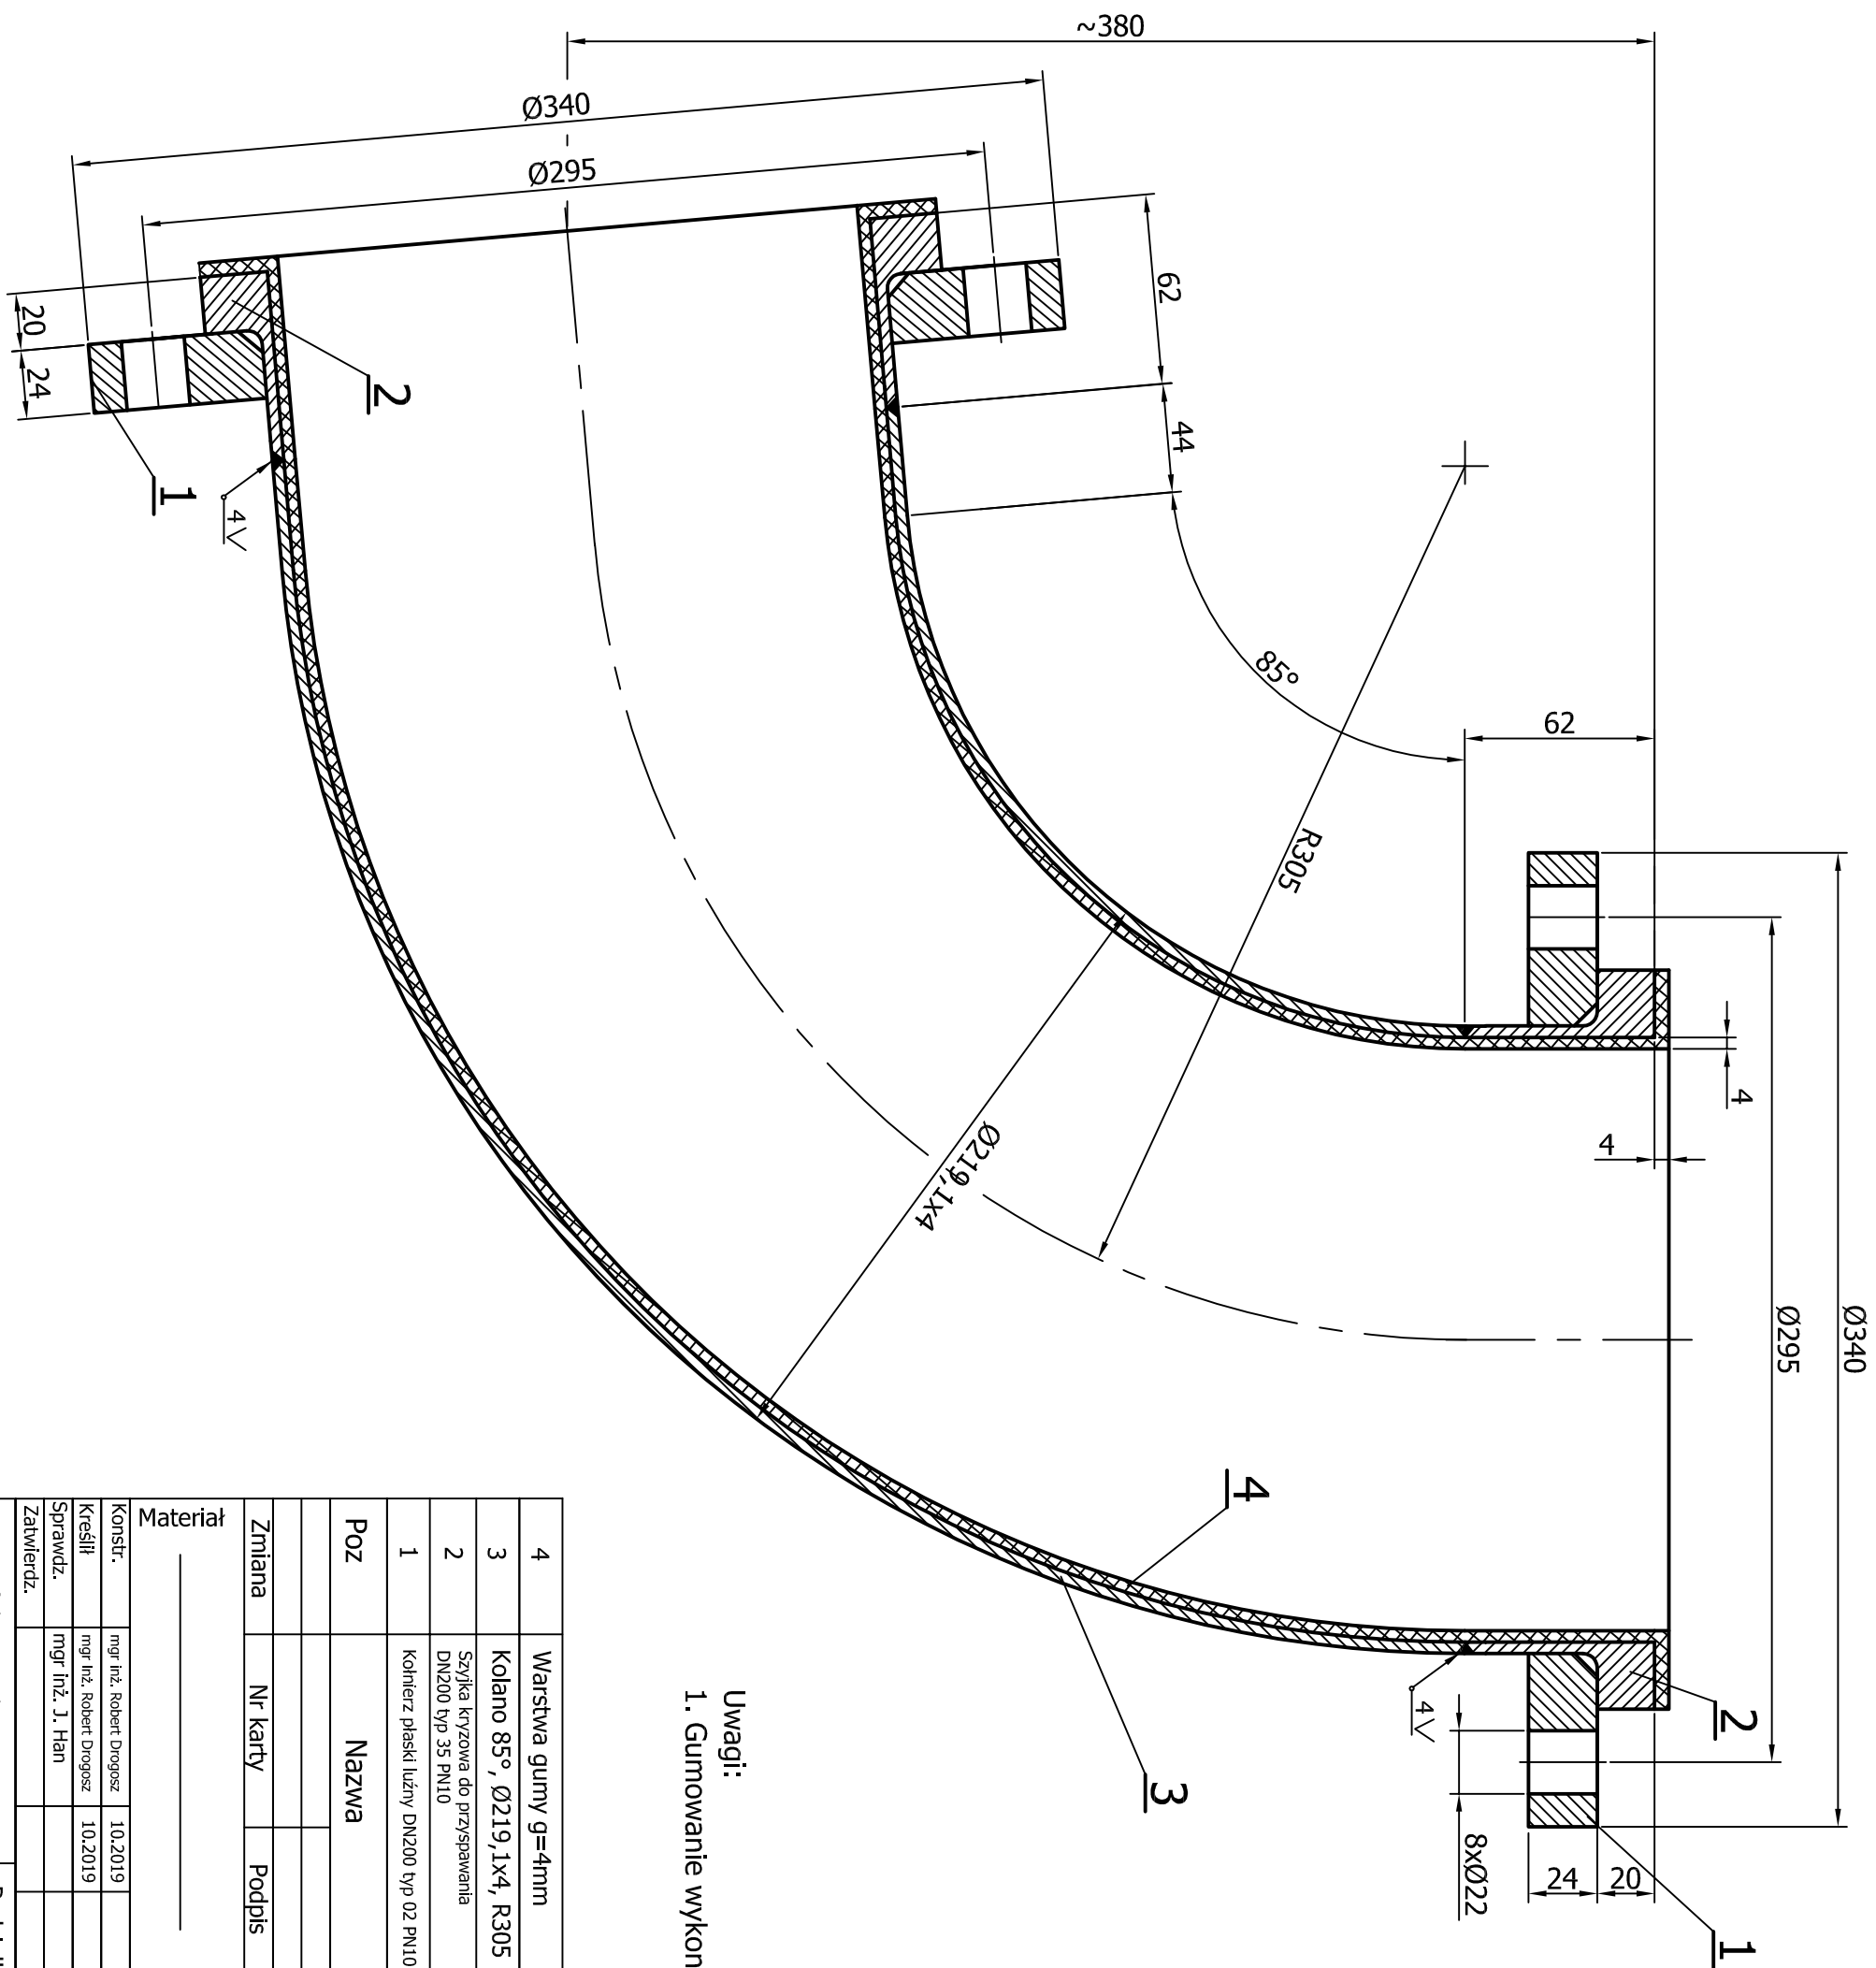 ~380
Ø340
Ø295
62
44
20
24
2
1
4
85°
62
R305
Ø219,1x4
4
4
Ø295
Ø340
4
3
2
4
8xØ22
24
20
1
Uwagi:
1. Gumowanie wykon
4 Warstwa gumy g=4mm
3 Kolano 85°, Ø219,1x4, R305
2 Szyjka kryzowa do przyspawania
DN200 typ 35 PN10
1 Kołnierz płaski luźny DN200 typ 02 PN10
Poz Nazwa
Zmiana Nr karty Podpis
Materiał
Konstr. mgr inż. Robert Drogosz 10.2019
Kreślił mgr inż. Robert Drogosz 10.2019
Sprawdz. mgr inż. J. Han
Zatwierdz.